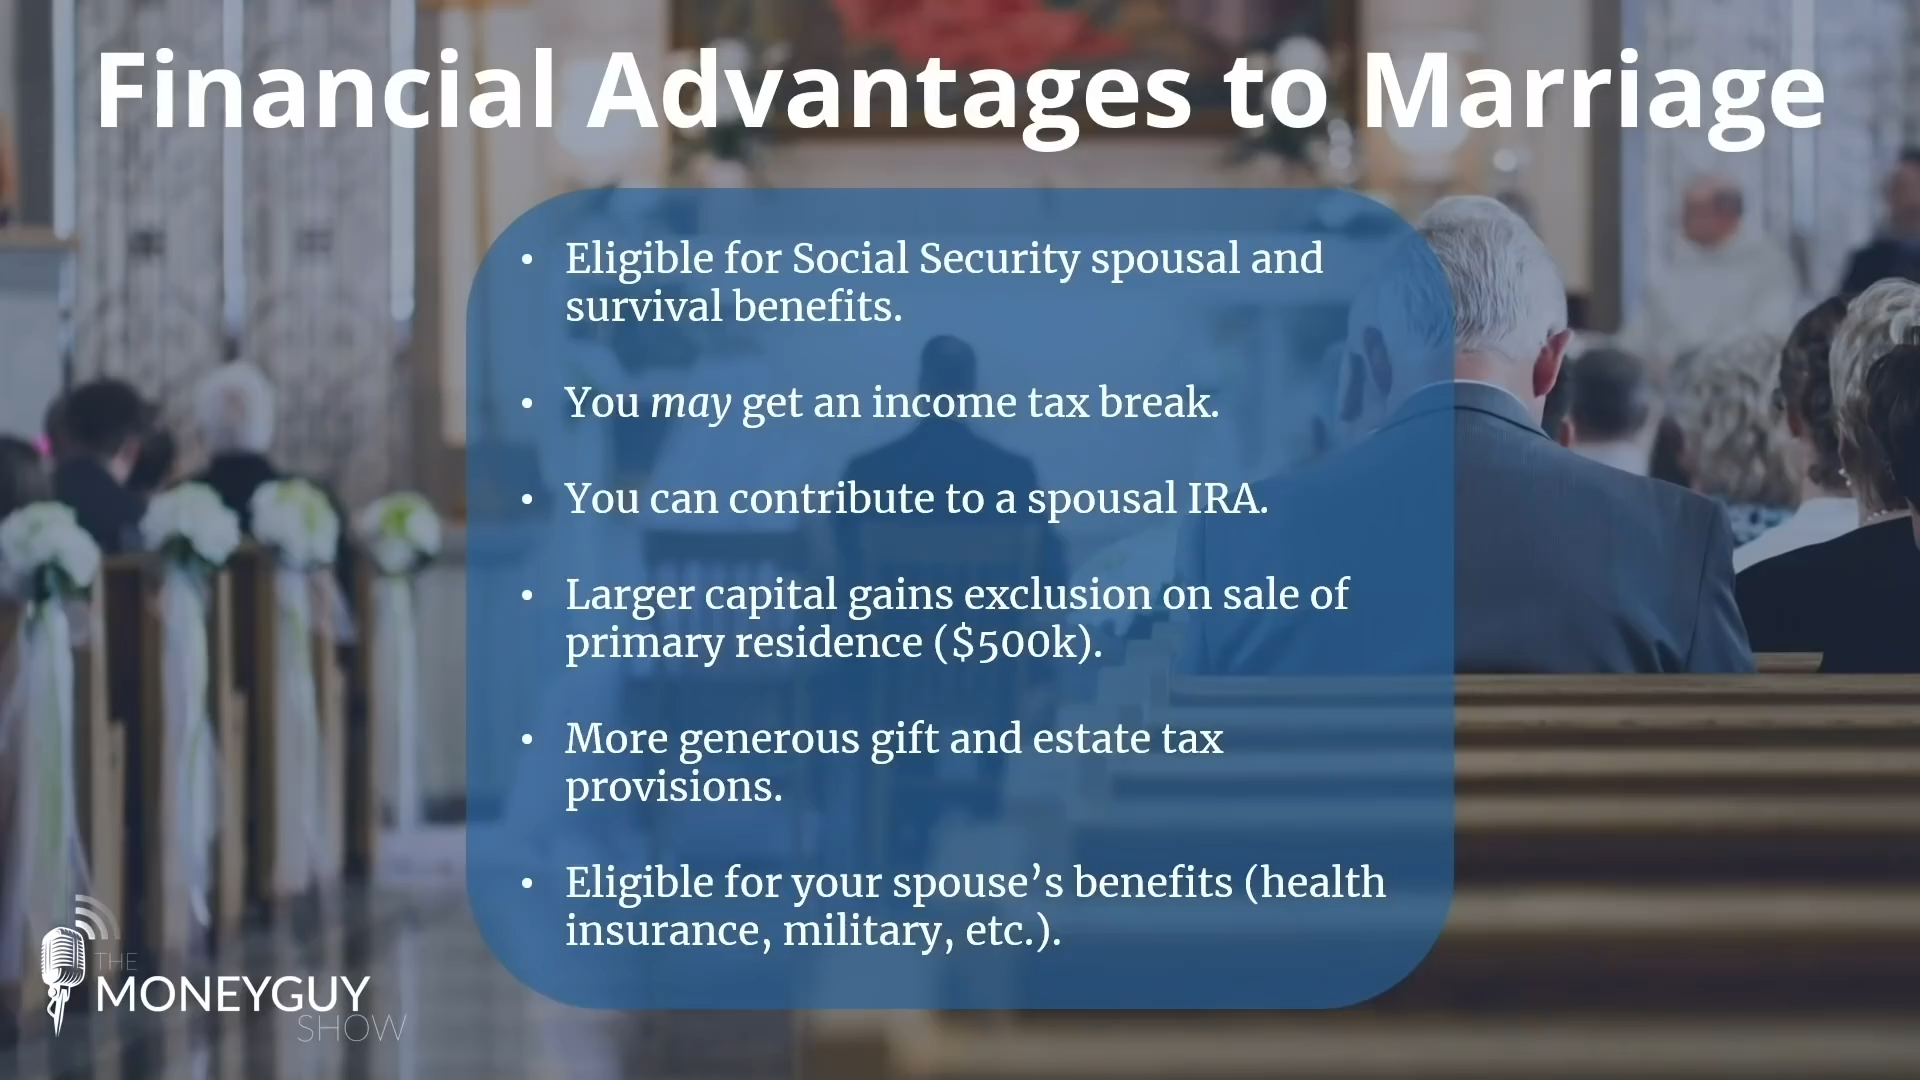 Financial Advantages to Marriage
• Eligible for Social Security spousal and
survival benefits.
• You may get an income tax break.
• You can contribute to a spousal IRA.
• Larger capital gains exclusion on sale of
primary residence ($500k).
• More generous gift and estate tax
provisions.
• Eligible for your spouse’s benefits (health
insurance, military, etc.).
THE
MONEYGUY
SHOW